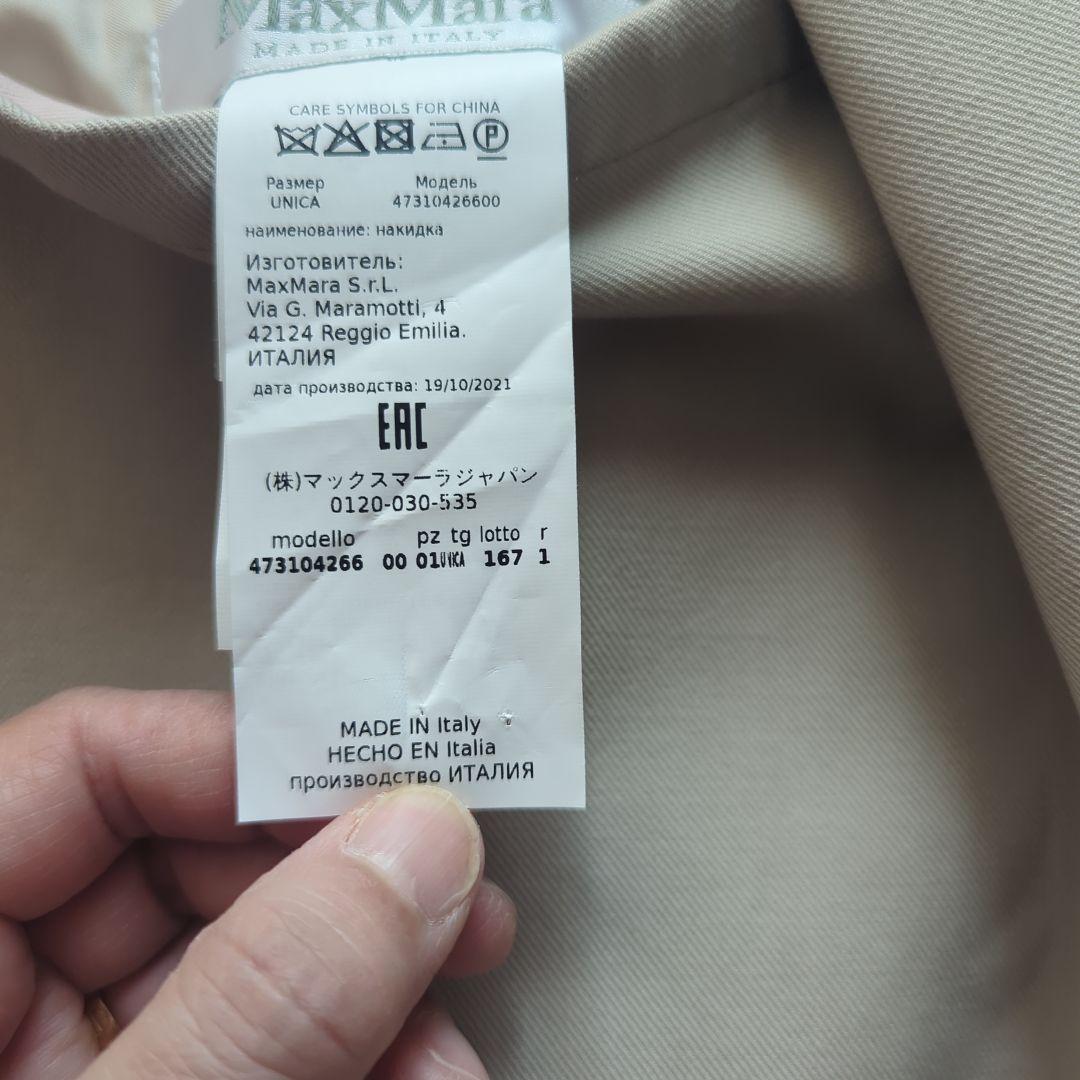 MaxMara
MADE IN ITALY
CARE SYMBOLS FOR CHINA
P
Размер Модель
UNICA 47310426600
наименование: накидка
Изготовитель:
MaxMara S.r.L.
Via G. Maramotti, 4
42124 Reggio Emilia.
ИТАЛИЯ
дата производства: 19/10/2021
EAC
(株)マックスマーラジャパン
0120-030-535
modello pz tg lotto r
473104266 00 01UNICA 167 1
MADE IN Italy
HECHO EN Italia
производство ИТАЛИЯ